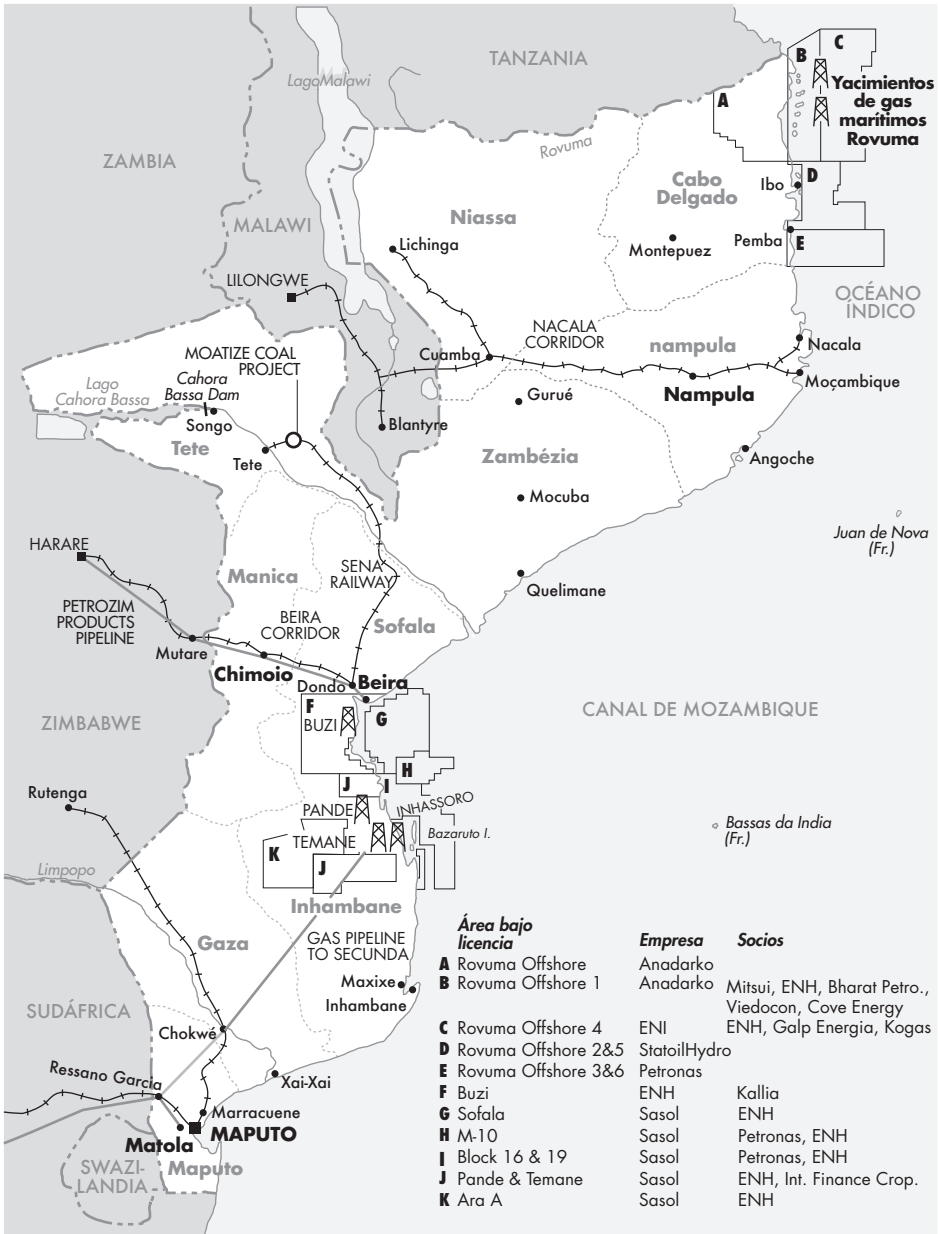 TANZANIA
Lago Malawi
C
B
A
Yacimientos
de gas
marítimos
Rovuma
ZAMBIA
Rovuma
Cabo
Delgado
Ibo
D
Niassa
MALAWI
Lichinga
Montepuez
Pemba
E
LILONGWE
OCÉANO
ÍNDICO
NACALA
CORRIDOR
MOATIZE COAL
PROJECT
Cuamba
nampula
Nacala
Lago
Cahora Bassa
Cahora
Bassa Dam
Songo
Gurué
Nampula
Moçambique
Blantyre
Tete
Tete
Zambézia
Angoche
Mocuba
Juan de Nova
(Fr.)
HARARE
Manica
SENA
RAILWAY
Quelimane
PETROZIM
PRODUCTS
PIPELINE
BEIRA
CORRIDOR
Sofala
Mutare
Chimoio
Dondo
Beira
F
BUZI
G
CANAL DE MOZAMBIQUE
ZIMBABWE
H
J
I
Rutenga
PANDE
INHASSORO
TEMANE
Bazaruto I.
Bassas da India
(Fr.)
K
J
Limpopo
Inhambane
Gaza
GAS PIPELINE
TO SECUNDA
Maxixe
Inhambane
SUDÁFRICA
Chokwé
Ressano Garcia
Xai-Xai
Marracuene
Matola
MAPUTO
SWAZI-
LANDIA
Maputo
Área bajo
licencia Empresa Socios
A Rovuma Offshore Anadarko
B Rovuma Offshore 1 Anadarko Mitsui, ENH, Bharat Petro.,
Viedocon, Cove Energy
C Rovuma Offshore 4 ENI ENH, Galp Energia, Kogas
D Rovuma Offshore 2&5 StatoilHydro
E Rovuma Offshore 3&6 Petronas
F Buzi ENH Kallia
G Sofala Sasol ENH
H M-10 Sasol Petronas, ENH
I Block 16 & 19 Sasol Petronas, ENH
J Pande & Temane Sasol ENH, Int. Finance Crop.
K Ara A Sasol ENH